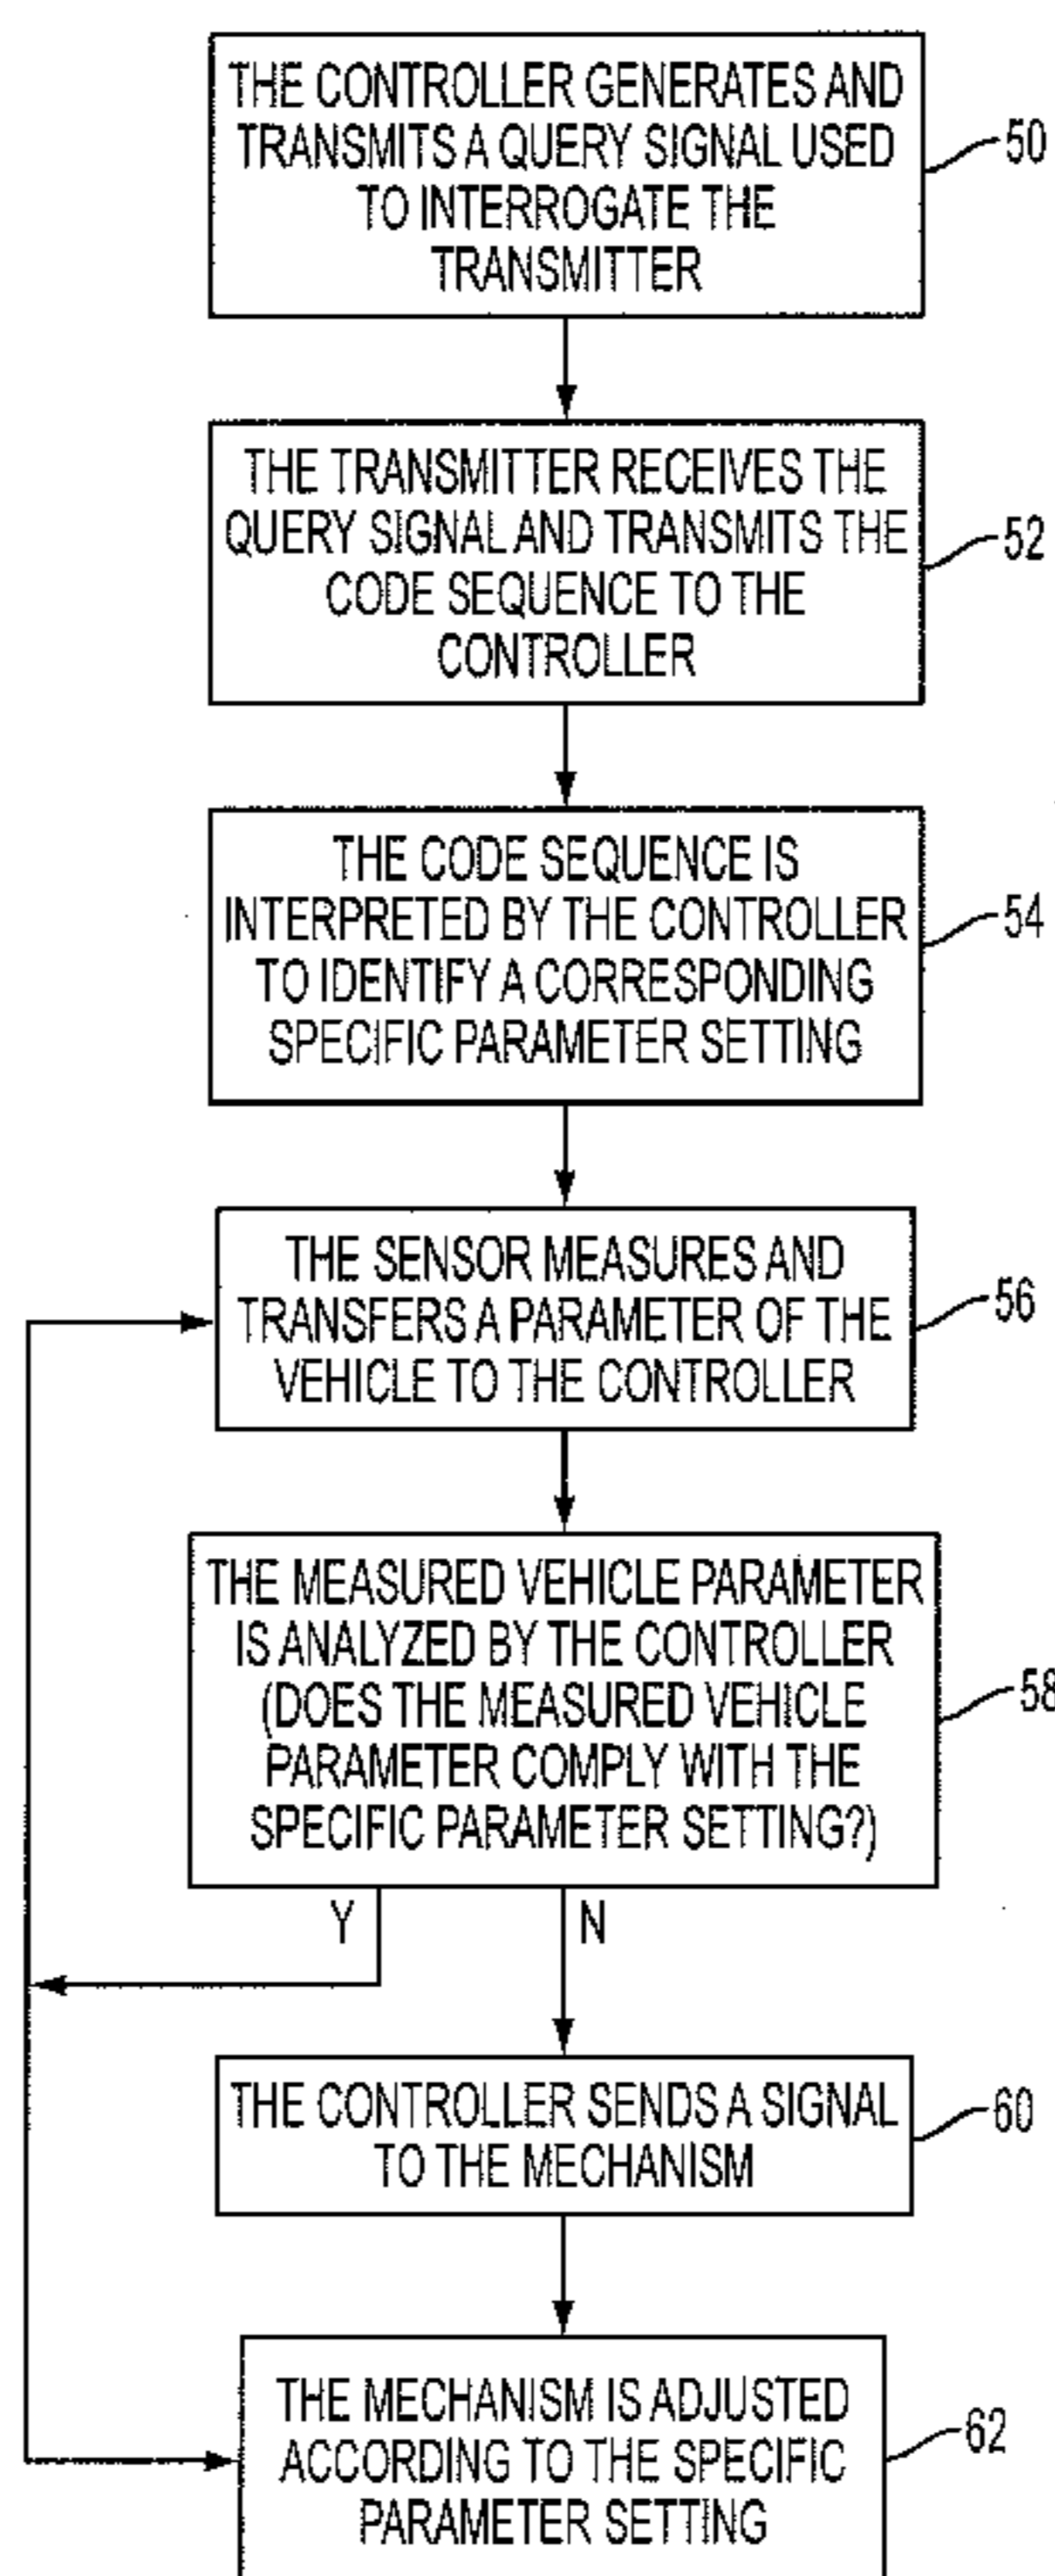 THE CONTROLLER GENERATES AND
TRANSMITS A QUERY SIGNAL USED
TO INTERROGATE THE
TRANSMITTER
50
THE TRANSMITTER RECEIVES THE
QUERY SIGNAL AND TRANSMITS THE
CODE SEQUENCE TO THE
CONTROLLER
52
THE CODE SEQUENCE IS
INTERPRETED BY THE CONTROLLER
TO IDENTIFY A CORRESPONDING
SPECIFIC PARAMETER SETTING
54
THE SENSOR MEASURES AND
TRANSFERS A PARAMETER OF THE
VEHICLE TO THE CONTROLLER
56
THE MEASURED VEHICLE PARAMETER
IS ANALYZED BY THE CONTROLLER
(DOES THE MEASURED VEHICLE
PARAMETER COMPLY WITH THE
SPECIFIC PARAMETER SETTING?)
58
Y
N
THE CONTROLLER SENDS A SIGNAL
TO THE MECHANISM
60
THE MECHANISM IS ADJUSTED
ACCORDING TO THE SPECIFIC
PARAMETER SETTING
62